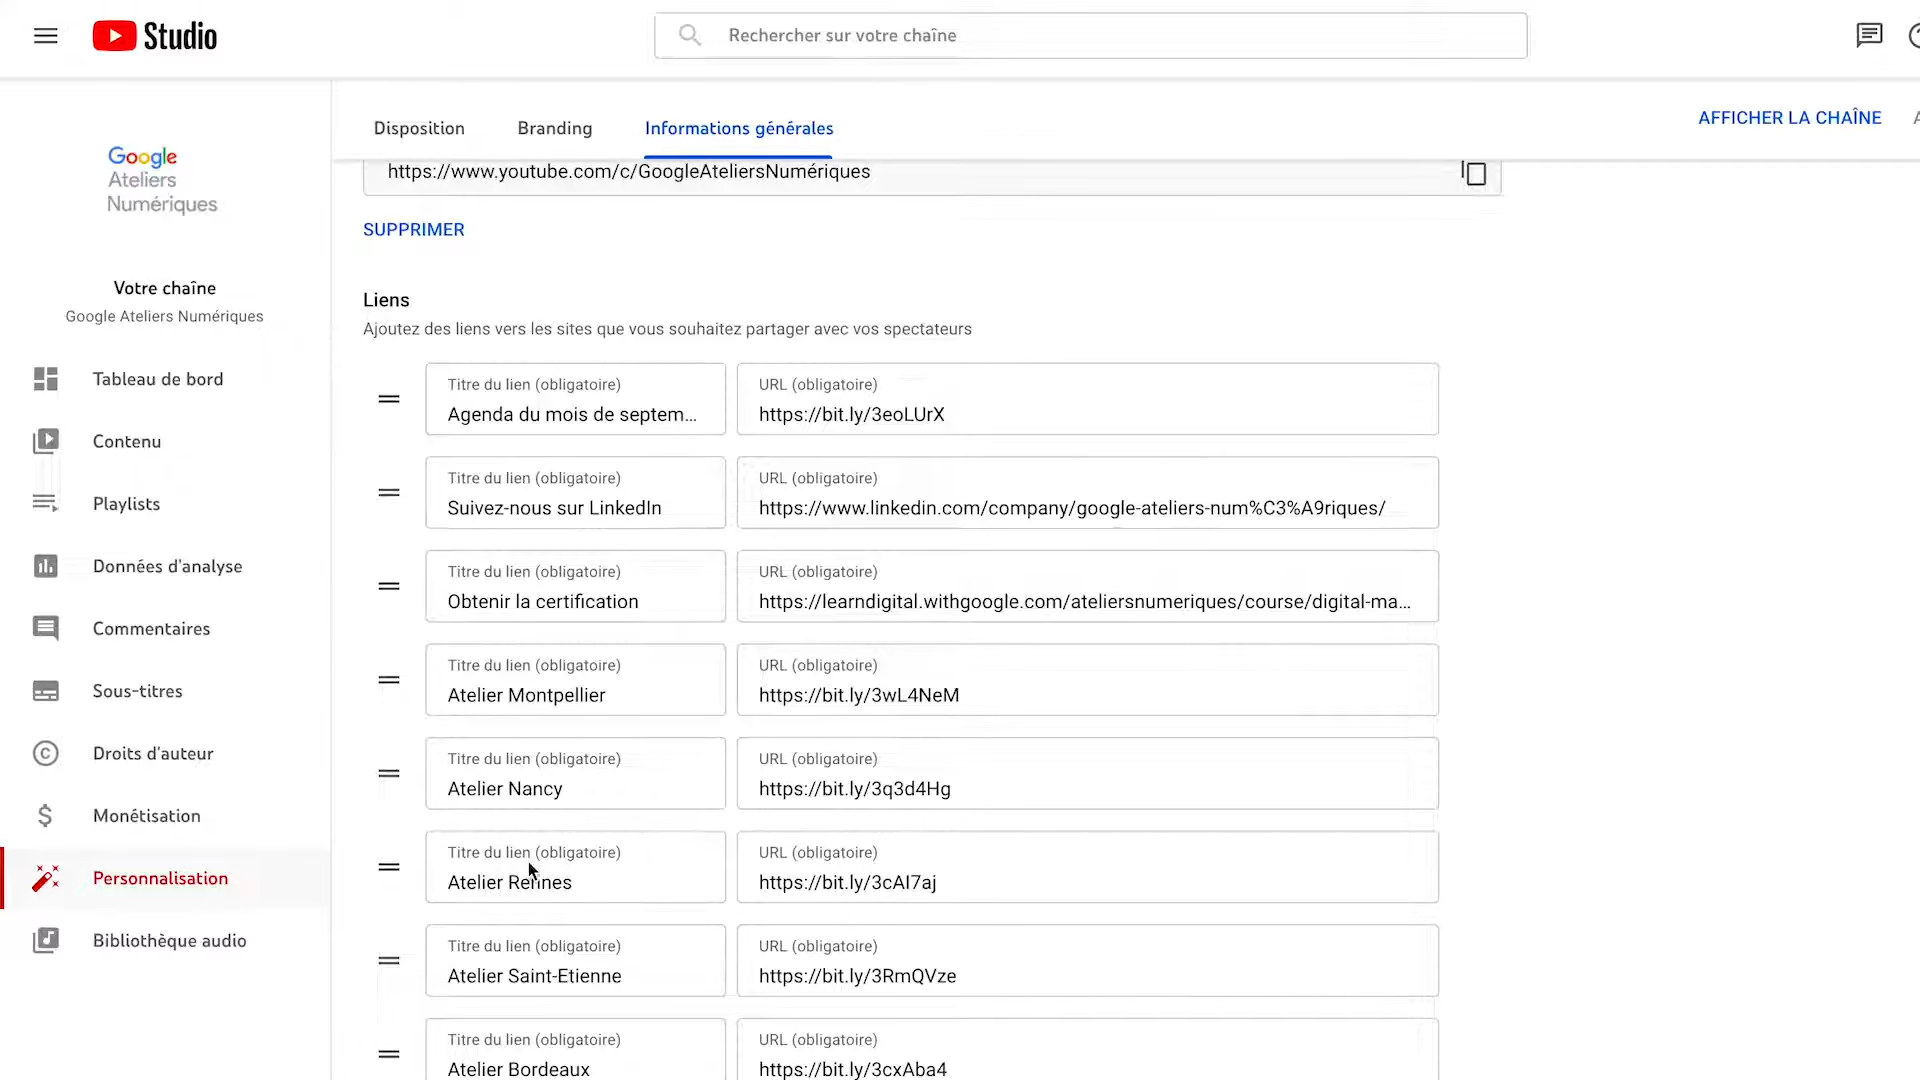 Studio
Rechercher sur votre chaîne
Disposition
Branding
Informations générales
AFFICHER LA CHAÎNE
https://www.youtube.com/c/GoogleAteliersNumériques
SUPPRIMER
Google
Ateliers
Numériques
Votre chaîne
Google Ateliers Numériques
Tableau de bord
Contenu
Playlists
Données d'analyse
Commentaires
Sous-titres
Droits d'auteur
Monétisation
Personnalisation
Bibliothèque audio
Liens
Ajoutez des liens vers les sites que vous souhaitez partager avec vos spectateurs
Titre du lien (obligatoire)
Agenda du mois de septem...
URL (obligatoire)
https://bit.ly/3eoLUrX
Titre du lien (obligatoire)
Suivez-nous sur LinkedIn
URL (obligatoire)
https://www.linkedin.com/company/google-ateliers-num%C3%A9riques/
Titre du lien (obligatoire)
Obtenir la certification
URL (obligatoire)
https://learndigital.withgoogle.com/ateliersnumeriques/course/digital-ma...
Titre du lien (obligatoire)
Atelier Montpellier
URL (obligatoire)
https://bit.ly/3wL4NeM
Titre du lien (obligatoire)
Atelier Nancy
URL (obligatoire)
https://bit.ly/3q3d4Hg
Titre du lien (obligatoire)
Atelier Rennes
URL (obligatoire)
https://bit.ly/3cAI7aj
Titre du lien (obligatoire)
Atelier Saint-Etienne
URL (obligatoire)
https://bit.ly/3RmQVze
Titre du lien (obligatoire)
Atelier Bordeaux
URL (obligatoire)
https://bit.ly/3cxAba4